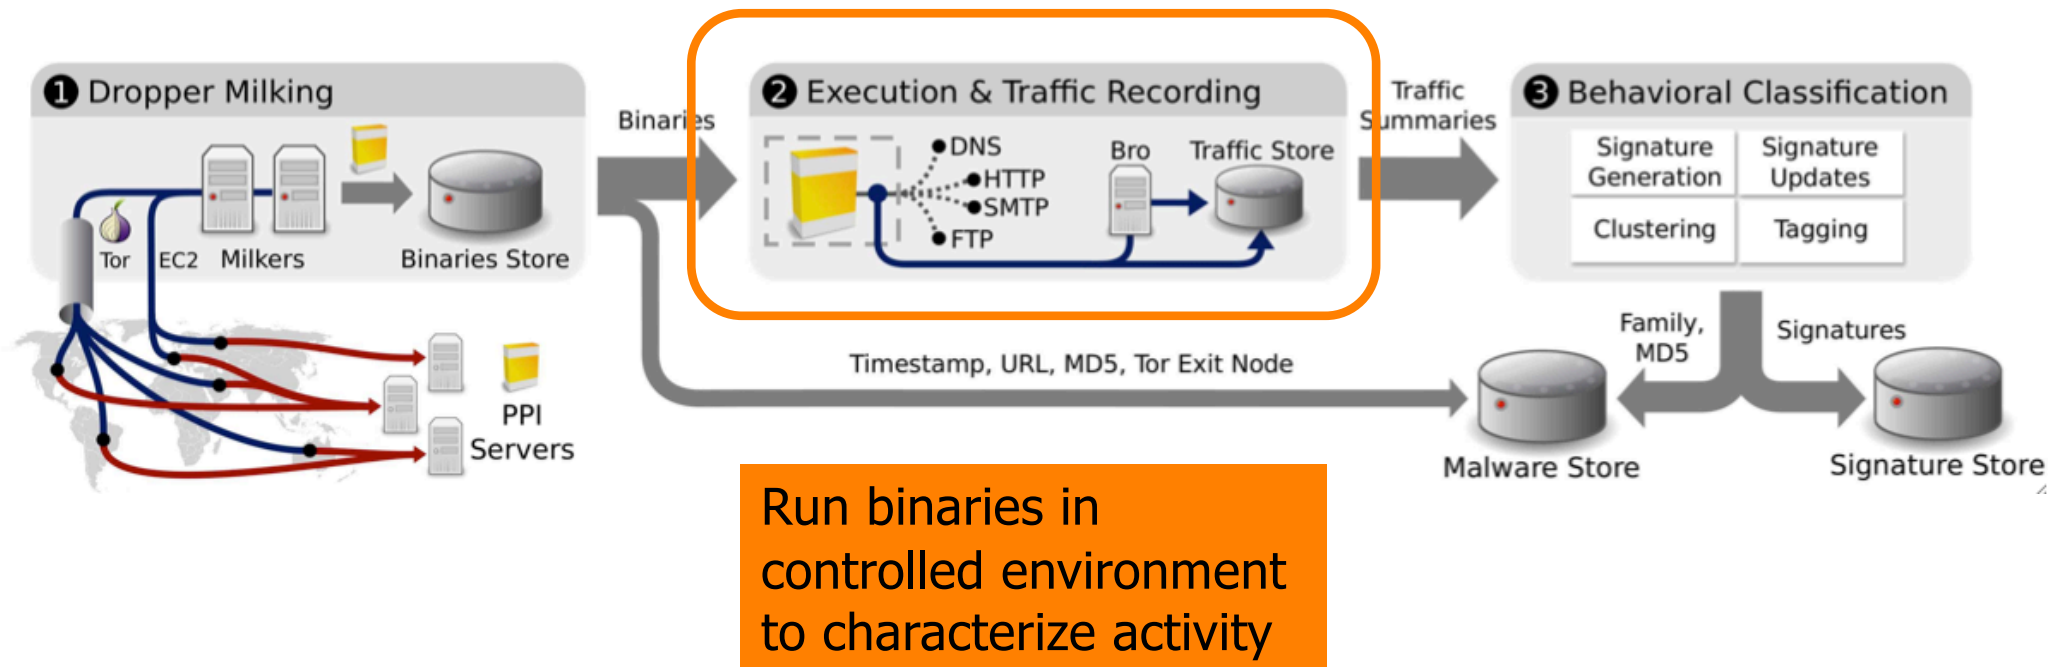 1 Dropper Milking
Tor
EC2
Milkers
Binaries Store
PPI
Servers
Binaries
2 Execution & Traffic Recording
DNS
HTTP
SMTP
FTP
Bro
Traffic Store
Traffic
Summaries
3 Behavioral Classification
Signature
Generation
Signature
Updates
Clustering
Tagging
Timestamp, URL, MD5, Tor Exit Node
Family,
MD5
Signatures
Malware Store
Signature Store
Run binaries in
controlled environment
to characterize activity